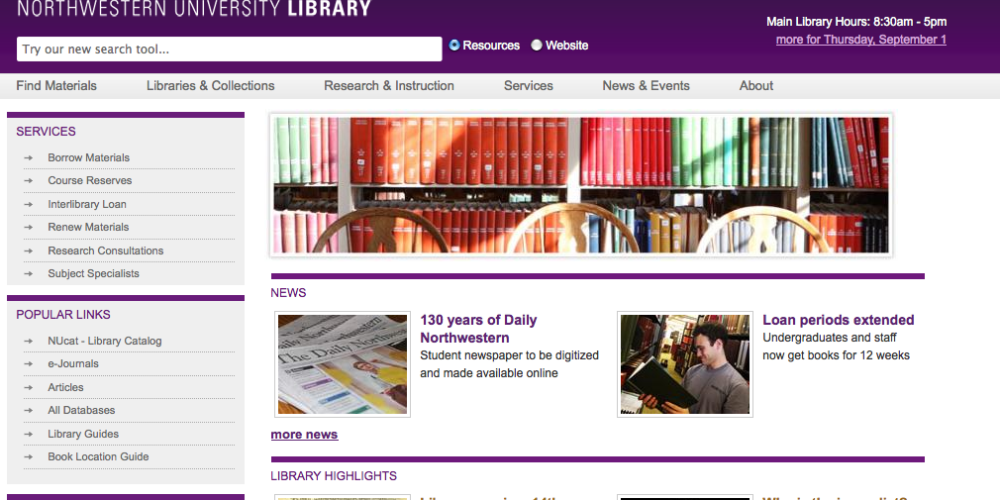 NORTHWESTERN UNIVERSITY LIBRARY
Main Library Hours: 8:30am - 5pm
more for Thursday, September 1
Try our new search tool...
Resources
Website
Find Materials
Libraries & Collections
Research & Instruction
Services
News & Events
About
SERVICES
Borrow Materials
Course Reserves
Interlibrary Loan
Renew Materials
Research Consultations
Subject Specialists
POPULAR LINKS
NUcat - Library Catalog
e-Journals
Articles
All Databases
Library Guides
Book Location Guide
NEWS
The Daily
130 years of Daily
Northwestern
Student newspaper to be digitized
and made available online
Loan periods extended
Undergraduates and staff
now get books for 12 weeks
more news
LIBRARY HIGHLIGHTS